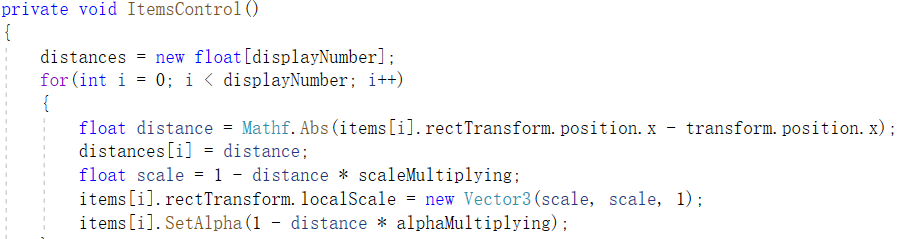 private void ItemsControl()
{
distances = new float[displayNumber];
for(int i = 0; i < displayNumber; i++)
{
float distance = Mathf.Abs(items[i].rectTransform.position.x - transform.position.x);
distances[i] = distance;
float scale = 1 - distance * scaleMultiplying;
items[i].rectTransform.localScale = new Vector3(scale, scale, 1);
items[i].SetAlpha(1 - distance * alphaMultiplying);